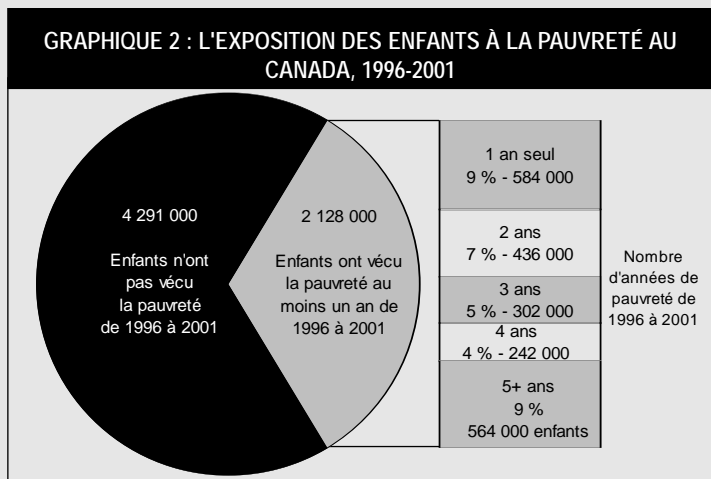 GRAPHIQUE 2 : L'EXPOSITION DES ENFANTS À LA PAUVRETÉ AU
CANADA, 1996-2001
4 291 000
Enfants n'ont
pas vécu
la pauvreté
de 1996 à 2001
2 128 000
Enfants ont vécu
la pauvreté au
moins un an de
1996 à 2001
1 an seul
9 % - 584 000
2 ans
7 % - 436 000
3 ans
5 % - 302 000
4 ans
4 % - 242 000
5+ ans
9 %
564 000 enfants
Nombre
d'années de
pauvreté de
1996 à 2001